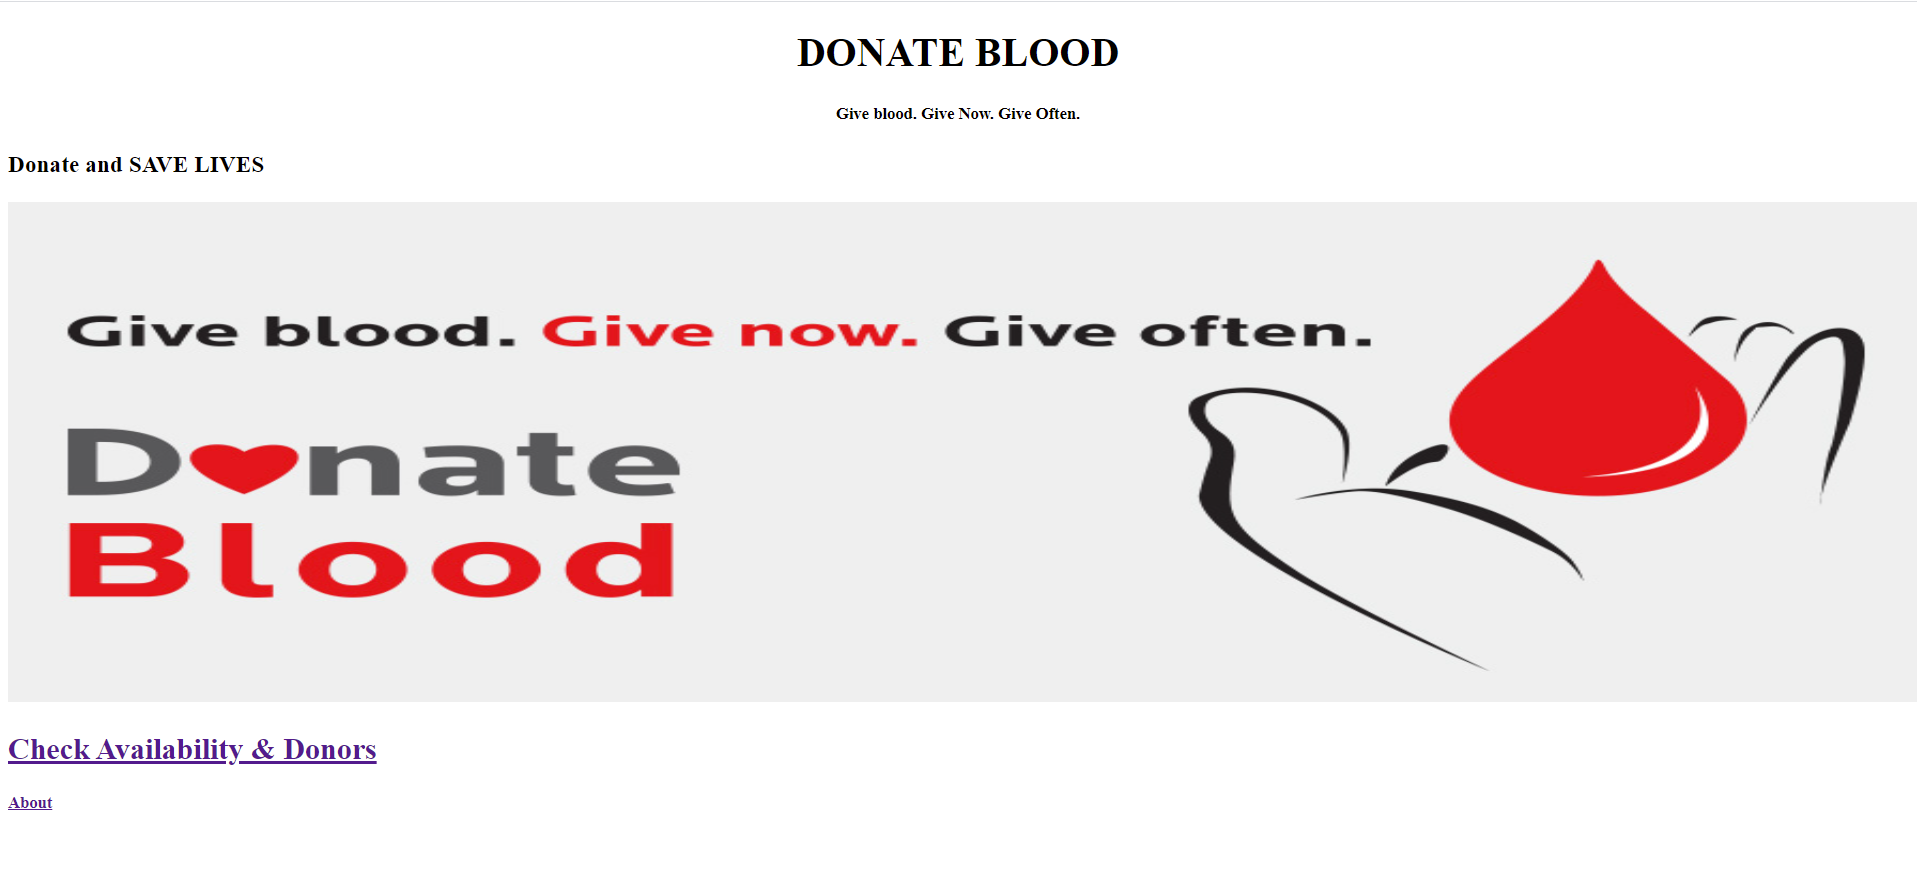 DONATE BLOOD
Give blood. Give Now. Give Often.
Donate and SAVE LIVES
Give blood. Give now. Give often.
Donate
Blood
Check Availability & Donors
About